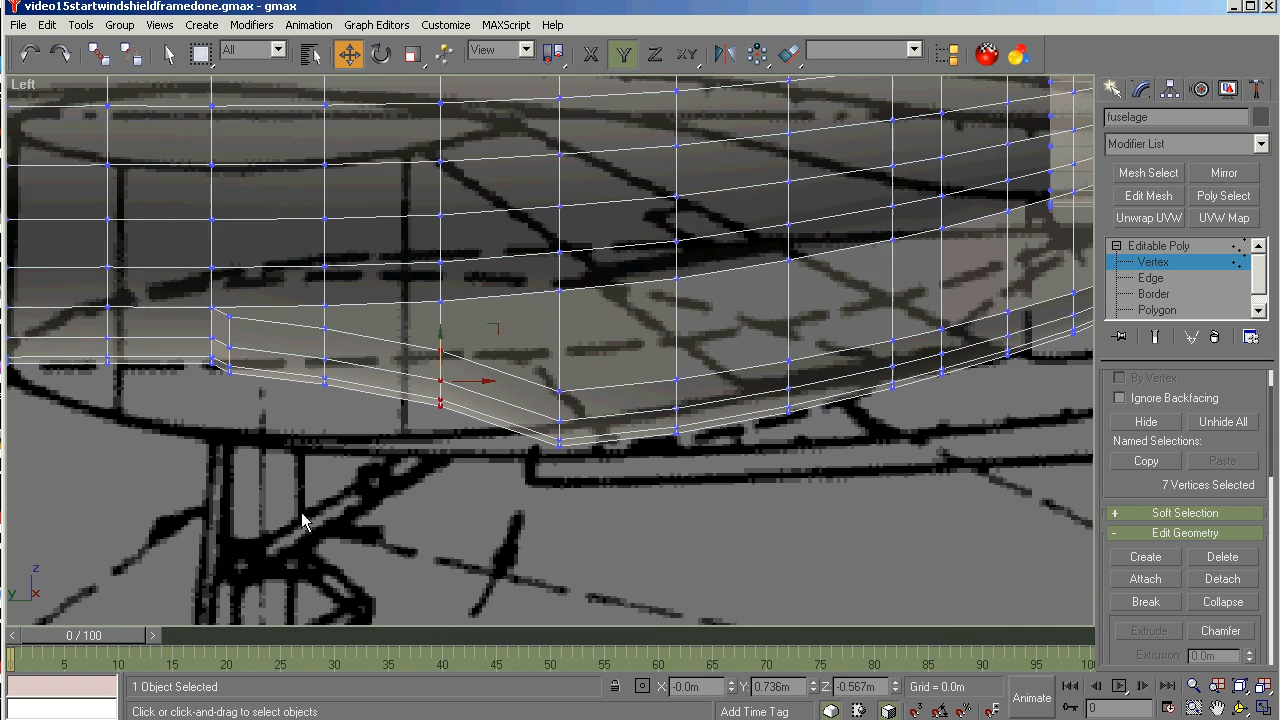 video15startwindshieldframedone.gmax - gmax
File Edit Tools Group Views Create Modifiers Animation Graph Editors Customize MAXScript Help
All View X Y Z XY
Left
fuselage
Modifier List
Mesh Select Mirror
Edit Mesh Poly Select
Unwrap UVW UVW Map
Editable Poly
Vertex
Edge
Border
Polygon
By Vertex
Ignore Backfacing
Hide Unhide All
Named Selections:
Copy Paste
7 Vertices Selected
+ Soft Selection
- Edit Geometry
Create Delete
Attach Detach
Break Collapse
Extrude Chamfer
Extrusion: 0.0m
z
y x
< 0 / 100 >
5 10 15 20 25 30 35 40 45 50 55 60 65 70 75 80 85 90 95 100
1 Object Selected X: -0.0m Y: 0.736m Z: -0.567m Grid = 0.0m Animate
Click or click-and-drag to select objects Add Time Tag 0